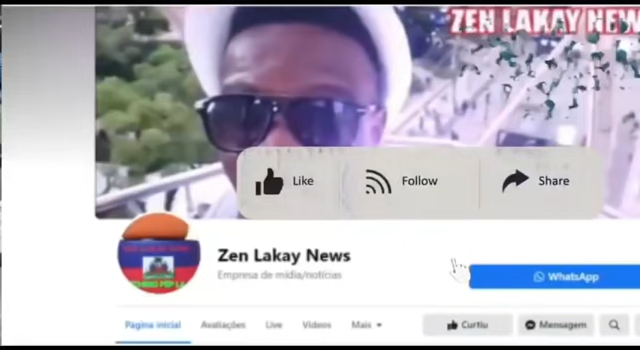 ZEN LAKAY NEW
Like
Follow
Share
Zen Lakay News
Empresa de mídia/notícias
WhatsApp
Página inicial
Avaliações
Live
Vídeos
Mais
Curtiu
Mensagem